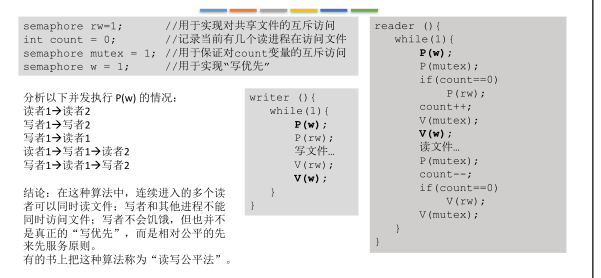 semaphore rw=1;        //用于实现对共享文件的互斥访问
int count = 0;         //记录当前有几个读进程在访问文件
semaphore mutex = 1;   //用于保证对count变量的互斥访问
semaphore w = 1;       //用于实现“写优先”
分析以下并发执行 P(w) 的情况：
读者1→读者2
写者1→写者2
写者1→读者1
读者1→写者1→读者2
写者1→读者1→写者2
结论：在这种算法中，连续进入的多个读
者可以同时读文件；写者和其他进程不能
同时访问文件；写者不会饥饿，但也并不
是真正的“写优先”，而是相对公平的先
来先服务原则。
有的书上把这种算法称为“读写公平法”。
writer (){
while(1){
P(w);
P(rw);
写文件…
V(rw);
V(w);
}
}
reader (){
while(1){
P(w);
P(mutex);
if(count==0)
P(rw);
count++;
V(mutex);
V(w);
读文件…
P(mutex);
count--;
if(count==0)
V(rw);
V(mutex);
}
}